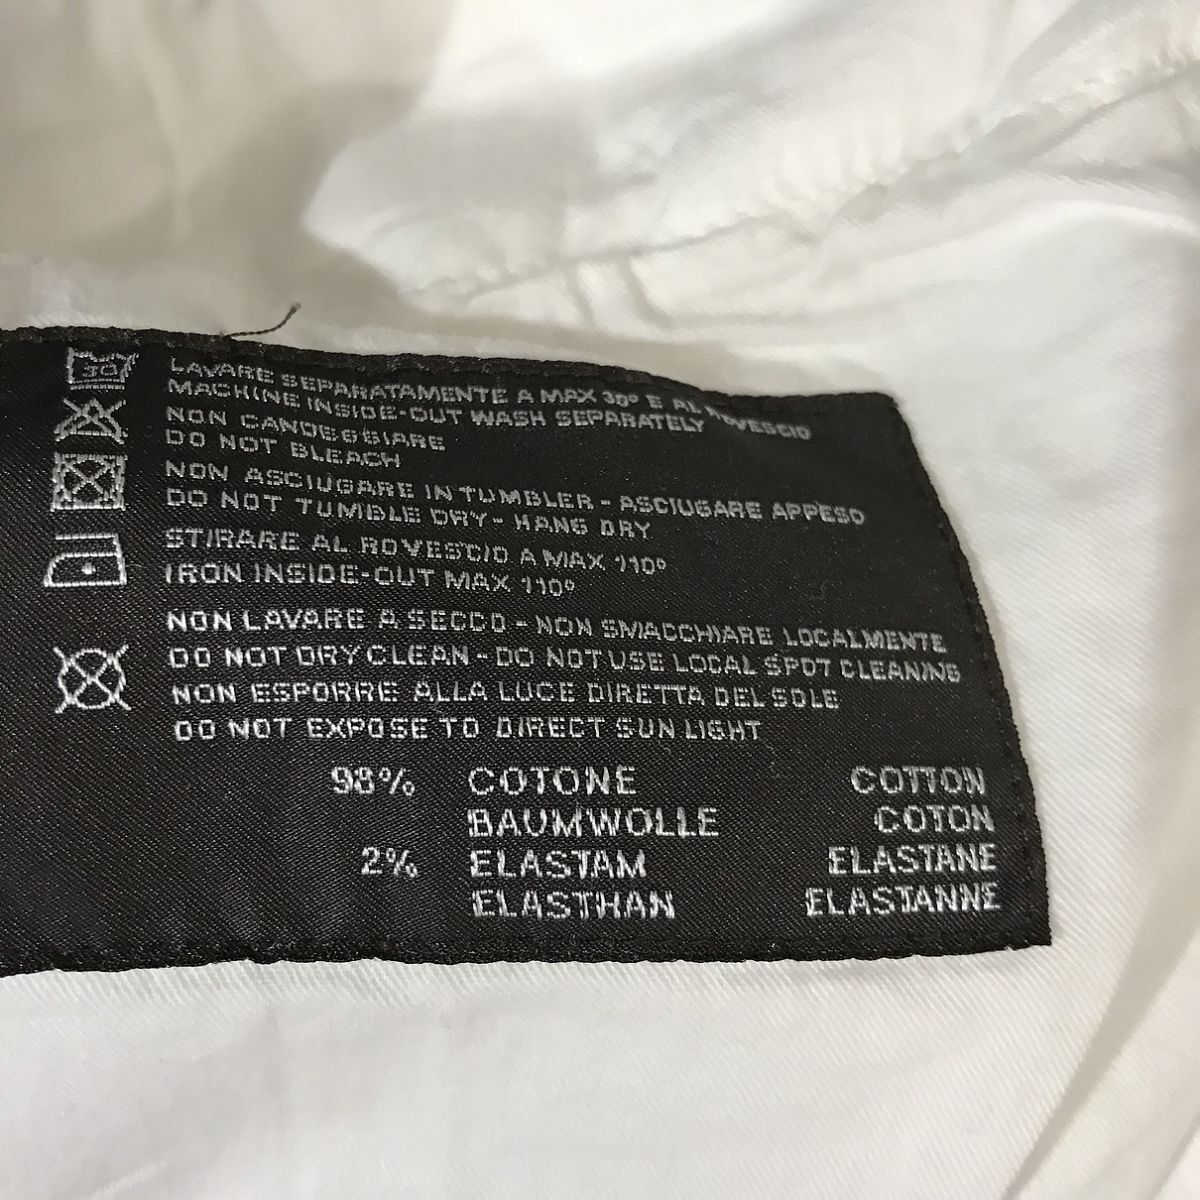 30
LAVARE SEPARATAMENTE A MAX 30° E AL ROVESCIO
MACHINE INSIDE-OUT WASH SEPARATELY
NON CANDEGGIARE
DO NOT BLEACH
NON ASCIUGARE IN TUMBLER - ASCIUGARE APPESO
DO NOT TUMBLE DRY - HANG DRY
STIRARE AL ROVESCIO A MAX 110°
IRON INSIDE-OUT MAX 110°
NON LAVARE A SECCO - NON SMACCHIARE LOCALMENTE
DO NOT DRY CLEAN - DO NOT USE LOCAL SPOT CLEANING
NON ESPORRE ALLA LUCE DIRETTA DEL SOLE
DO NOT EXPOSE TO DIRECT SUN LIGHT
98% COTONE COTTON
BAUMWOLLE COTON
2% ELASTAM ELASTANE
ELASTHAN ELASTANNE